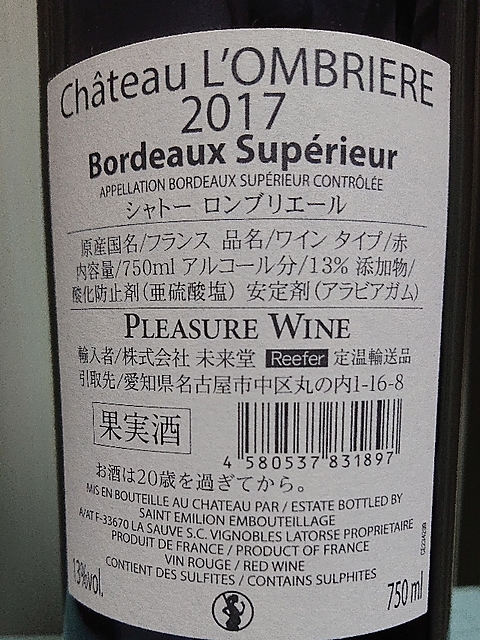 Château L'OMBRIERE
2017
Bordeaux Supérieur
APPELLATION BORDEAUX SUPÉRIEUR CONTRÔLÉE
シャトー ロンブリエール
原産国名/フランス 品名/ワイン タイプ/赤
内容量/750ml アルコール分/13% 添加物/
酸化防止剤(亜硫酸塩) 安定剤(アラビアガム)
PLEASURE WINE
輸入者/株式会社 未来堂 Reefer 定温輸送品
引取先/愛知県名古屋市中区丸の内1-16-8
果実酒
4 580537 831897
お酒は20歳を過ぎてから。
MIS EN BOUTEILLE AU CHATEAU PAR / ESTATE BOTTLED BY
SAINT EMILION EMBOUTEILLAGE
A/AT F-33670 LA SAUVE S.C. VIGNOBLES LATORSE PROPRIETAIRE
PRODUIT DE FRANCE / PRODUCT OF FRANCE
VIN ROUGE / RED WINE
CONTIENT DES SULFITES / CONTAINS SULPHITES
13%vol.
750 ml